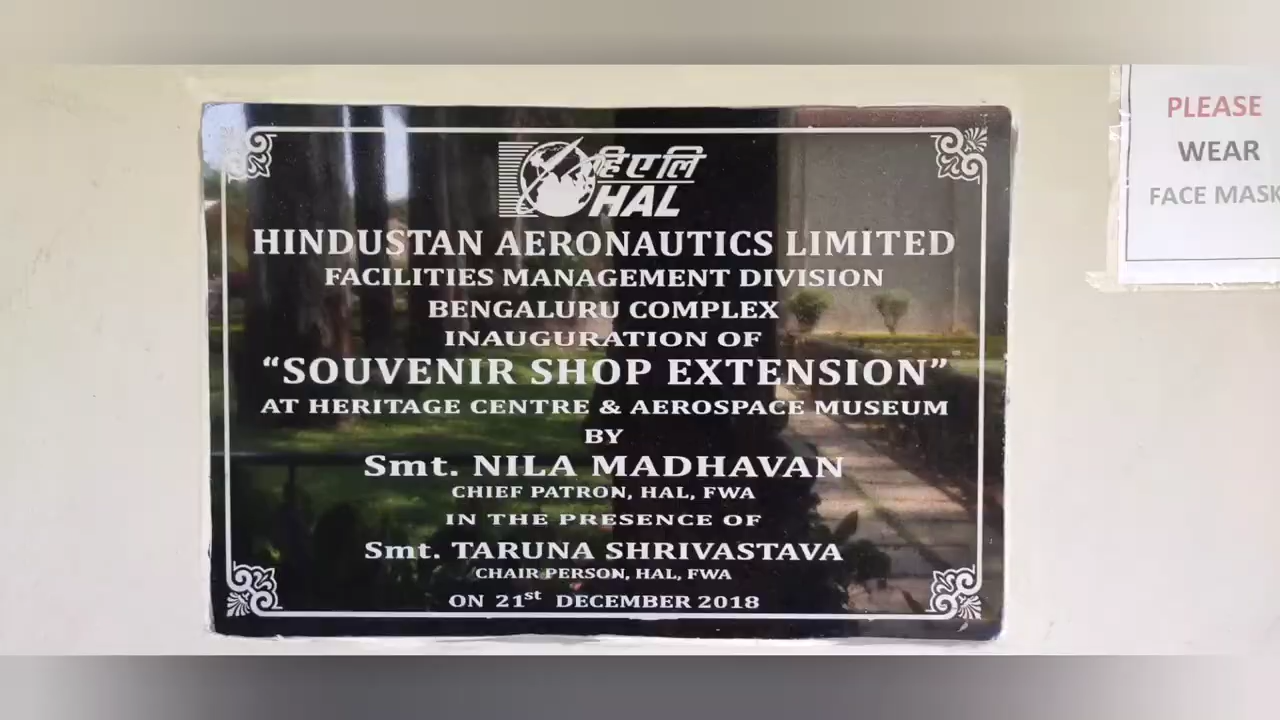 हिएलि
HAL
HINDUSTAN AERONAUTICS LIMITED
FACILITIES MANAGEMENT DIVISION
BENGALURU COMPLEX
INAUGURATION OF
“SOUVENIR SHOP EXTENSION”
AT HERITAGE CENTRE & AEROSPACE MUSEUM
BY
Smt. NILA MADHAVAN
CHIEF PATRON, HAL, FWA
IN THE PRESENCE OF
Smt. TARUNA SHRIVASTAVA
CHAIR PERSON, HAL, FWA
ON 21st DECEMBER 2018
PLEASE
WEAR
FACE MASK